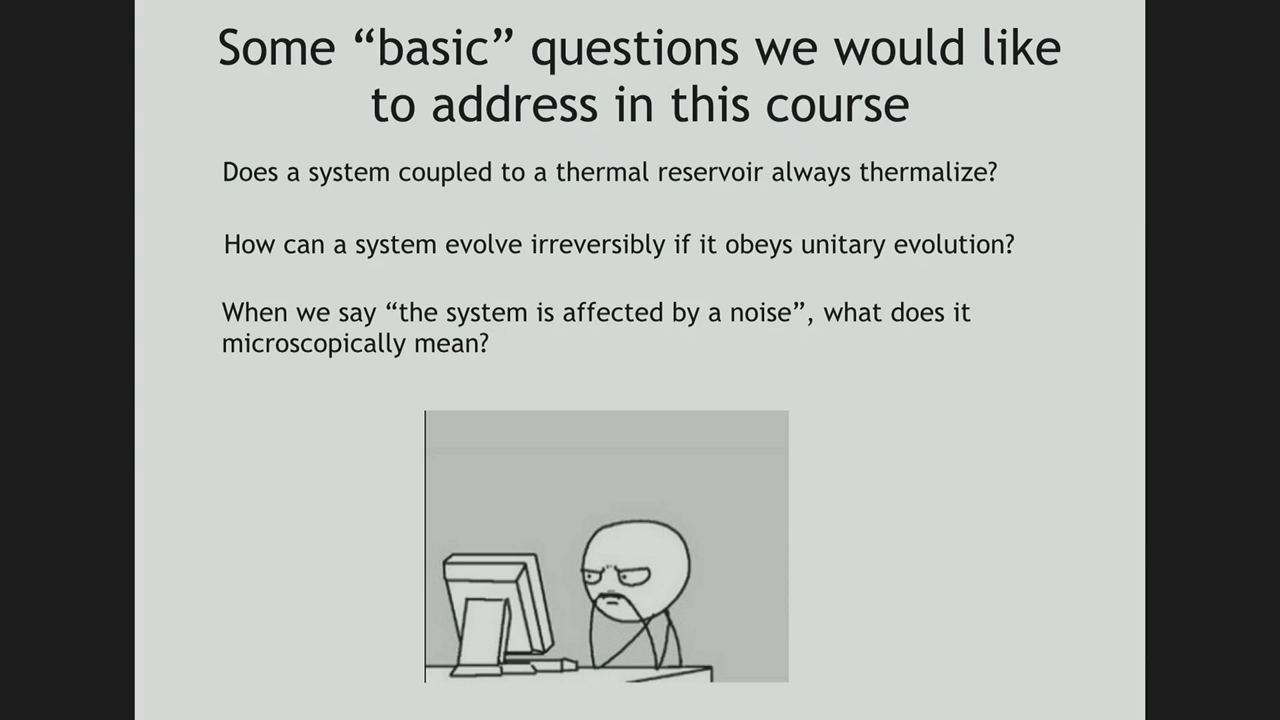 Some “basic” questions we would like
to address in this course
Does a system coupled to a thermal reservoir always thermalize?
How can a system evolve irreversibly if it obeys unitary evolution?
When we say “the system is affected by a noise”, what does it
microscopically mean?